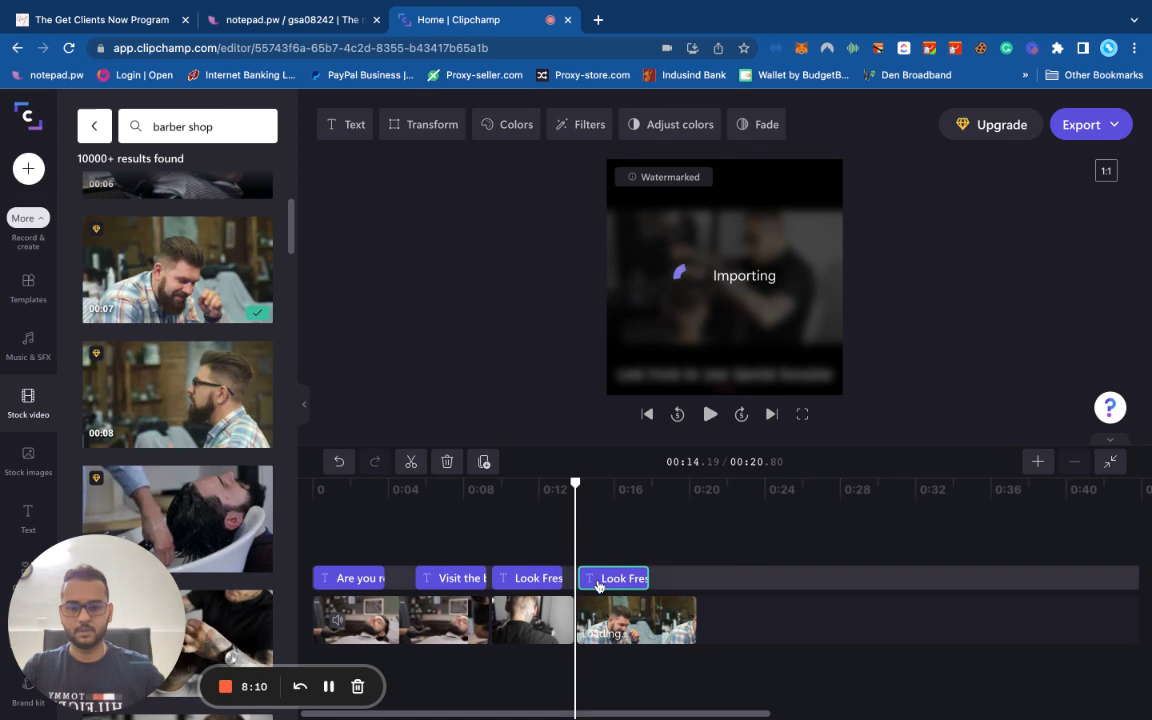 The Get Clients Now Program
notepad.pw / gsa08242 | The n
Home | Clipchamp
app.clipchamp.com/editor/55743f6a-65b7-4c2d-8355-b43417b65a1b
notepad.pw
Login | Open
Internet Banking L...
PayPal Business |...
Proxy-seller.com
Proxy-store.com
Indusind Bank
Wallet by BudgetB...
Den Broadband
»
Other Bookmarks
barber shop
10000+ results found
Text
Transform
Colors
Filters
Adjust colors
Fade
Upgrade
Export
More
Record & create
Templates
Music & SFX
Stock video
Stock images
Text
Brand kit
00:06
00:07
00:08
Watermarked
Importing
1:1
5
5
?
00:14.19 / 00:20.80
0
0:04
0:08
0:12
0:16
0:20
0:24
0:28
0:32
0:36
0:40
T Are you r
T Visit the b
T Look Fres
T Look Fres
Loading...
8:10
TOMMY